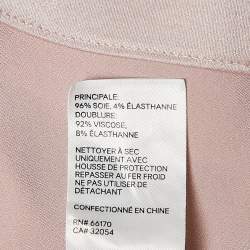 PRINCIPALE:
96% SOIE, 4% ÉLASTHANNE
DOUBLURE:
92% VISCOSE,
8% ÉLASTHANNE
NETTOYER À SEC
UNIQUEMENT AVEC
HOUSSE DE PROTECTION
REPASSER AU FER FROID
NE PAS UTILISER DE
DÉTACHANT
CONFECTIONNÉ EN CHINE
RN# 66170
CA# 32054